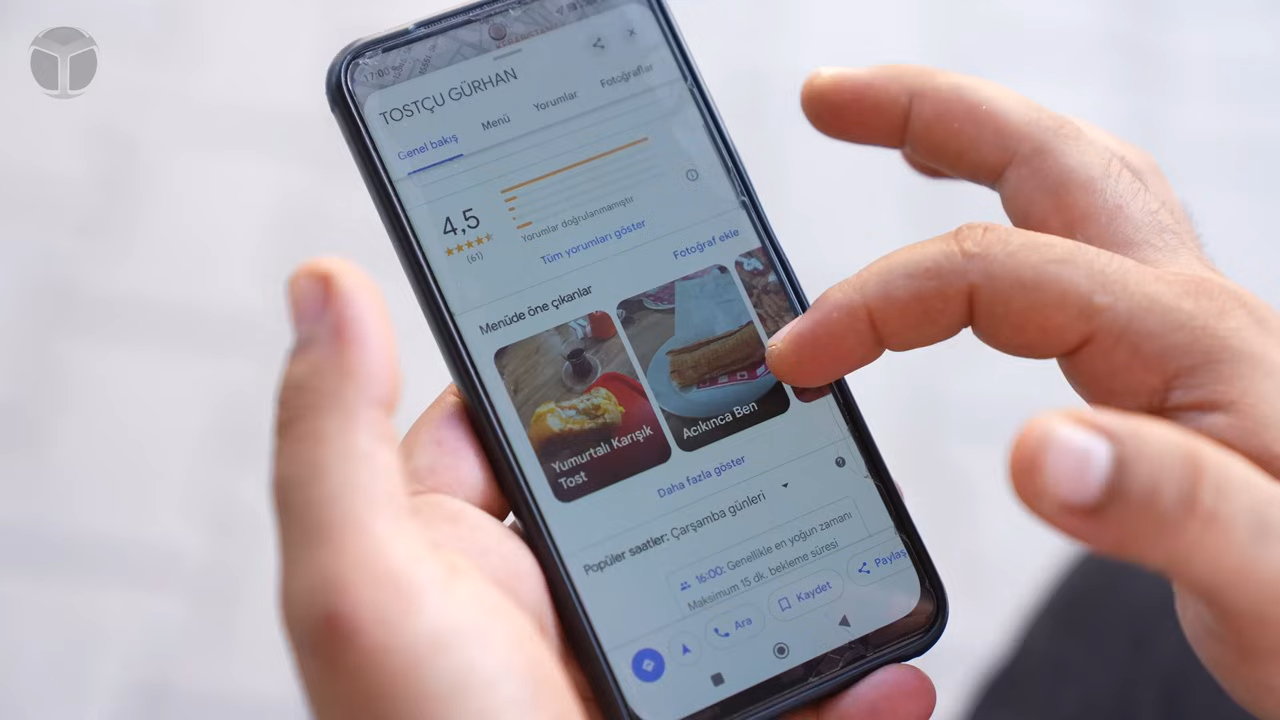 17:00
TOSTÇU GÜRHAN
Genel bakış
Menü
Yorumlar
Fotoğraflar
4,5
(61)
Yorumlar doğrulanmamıştır
Tüm yorumları göster
Fotoğraf ekle
Menüde öne çıkanlar
Yumurtalı Karışık
Tost
Acıkınca Ben
Daha fazla göster
Popüler saatler: Çarşamba günleri
16:00: Genellikle en yoğun zamanı
Maksimum 15 dk. bekleme süresi
Ara
Kaydet
Paylaş